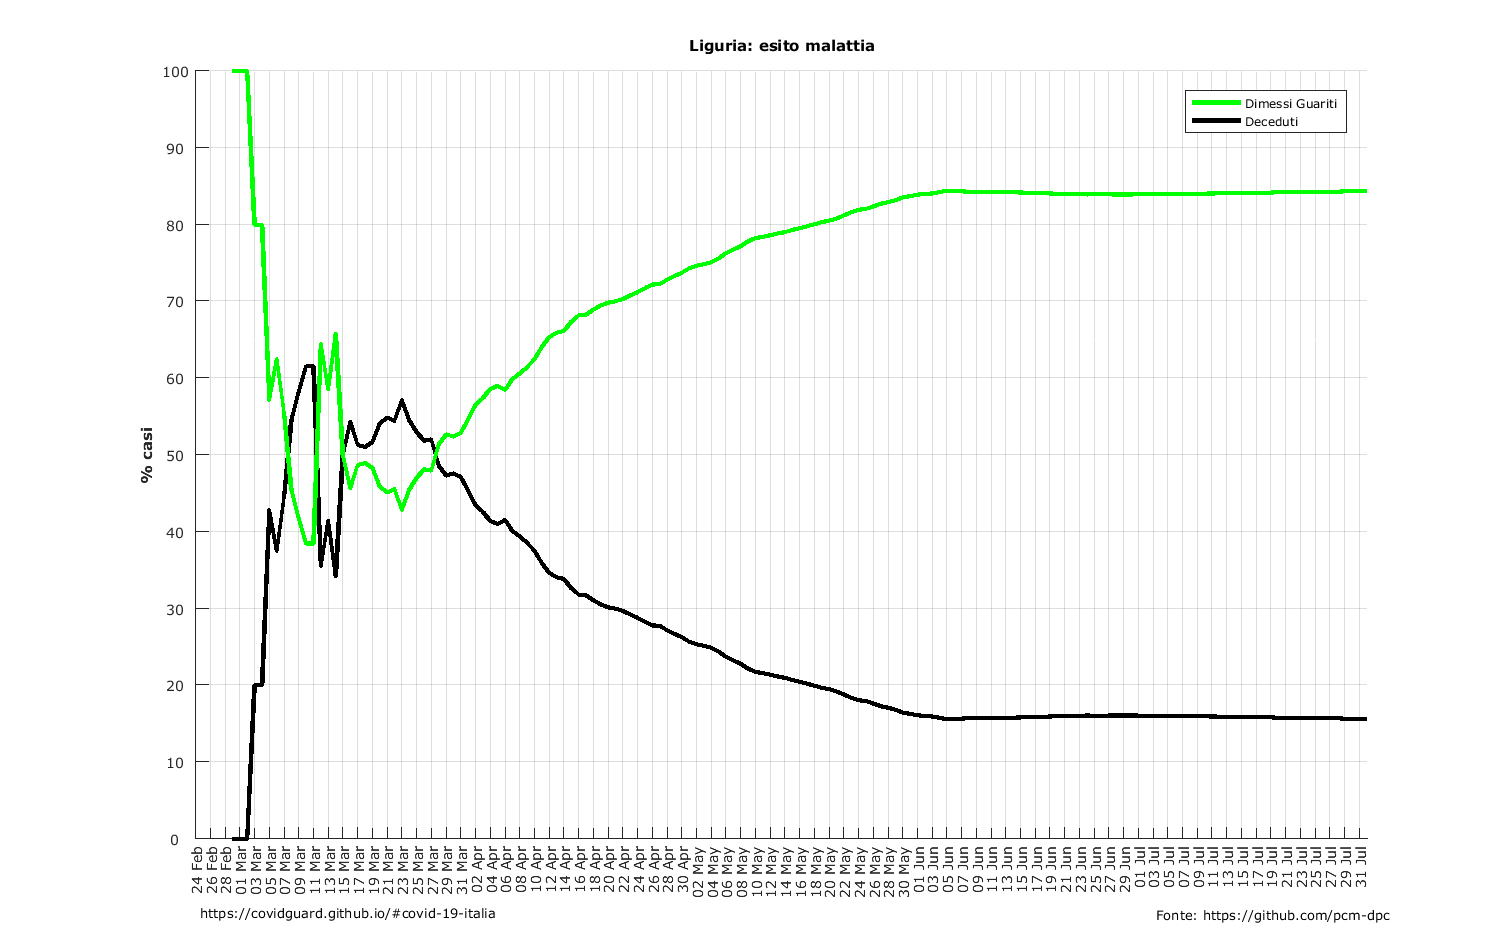 Liguria: esito malattia
100
90
80
70
60
50
40
30
20
10
0
% casi
Dimessi Guariti
Deceduti
24 Feb
26 Feb
28 Feb
01 Mar
03 Mar
05 Mar
07 Mar
09 Mar
11 Mar
13 Mar
15 Mar
17 Mar
19 Mar
21 Mar
23 Mar
25 Mar
27 Mar
29 Mar
31 Mar
02 Apr
04 Apr
06 Apr
08 Apr
10 Apr
12 Apr
14 Apr
16 Apr
18 Apr
20 Apr
22 Apr
24 Apr
26 Apr
28 Apr
30 Apr
02 May
04 May
06 May
08 May
10 May
12 May
14 May
16 May
18 May
20 May
22 May
24 May
26 May
28 May
30 May
01 Jun
03 Jun
05 Jun
07 Jun
09 Jun
11 Jun
13 Jun
15 Jun
17 Jun
19 Jun
21 Jun
23 Jun
25 Jun
27 Jun
29 Jun
01 Jul
03 Jul
05 Jul
07 Jul
09 Jul
11 Jul
13 Jul
15 Jul
17 Jul
19 Jul
21 Jul
23 Jul
25 Jul
27 Jul
29 Jul
31 Jul
https://covidguard.github.io/#covid-19-italia
Fonte: https://github.com/pcm-dpc